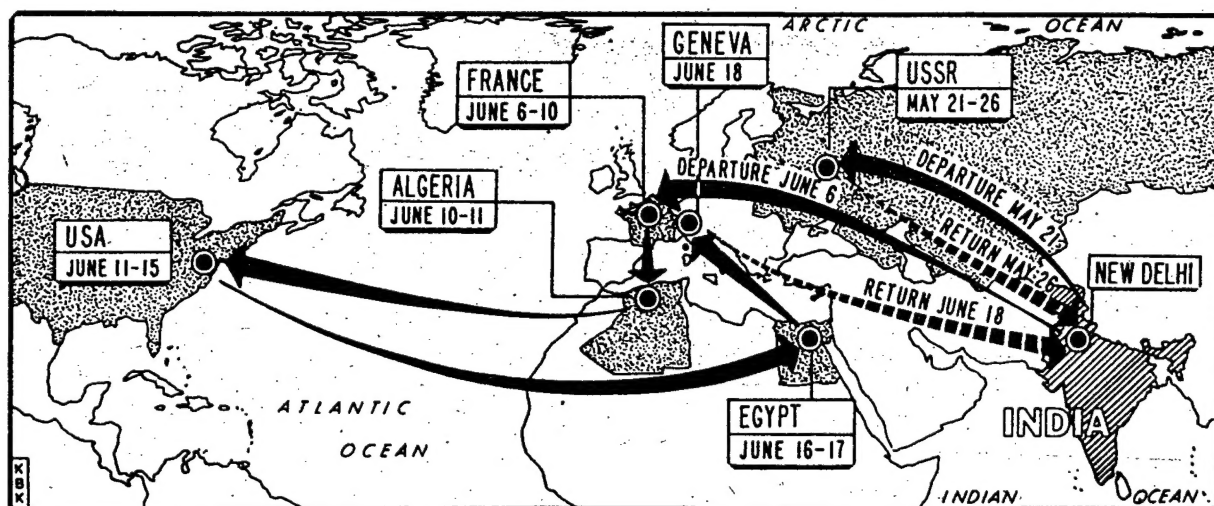 ARCTIC OCEAN
GENEVA
JUNE 18
FRANCE
JUNE 6-10
USSR
MAY 21-26
ALGERIA
JUNE 10-11
DEPARTURE JUNE 6
DEPARTURE MAY 21
USA
JUNE 11-15
RETURN MAY 26
NEW DELHI
RETURN JUNE 18
ATLANTIC
OCEAN
EGYPT
JUNE 16-17
INDIA
KBK
INDIAN OCEAN